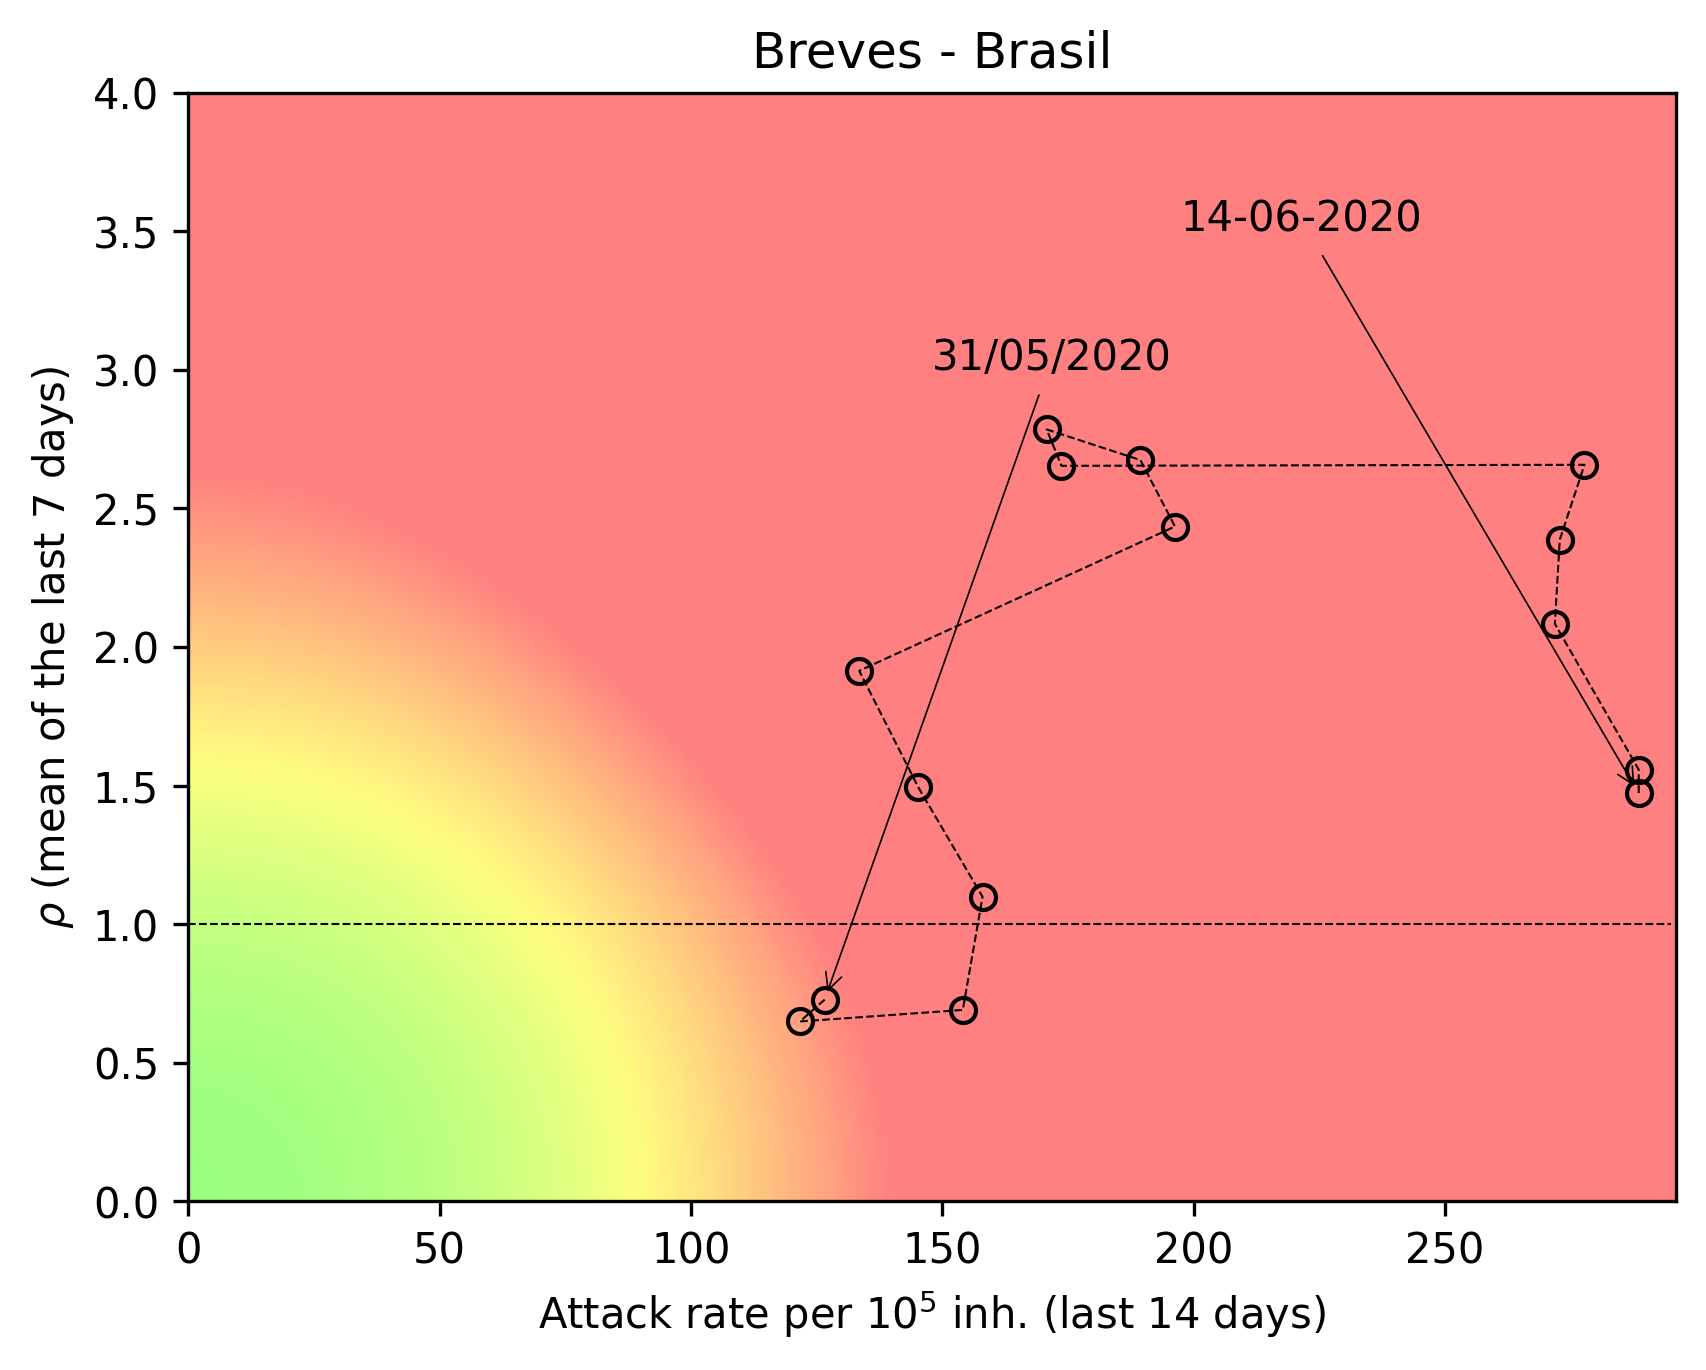 Breves - Brasil
4.0
3.5
3.0
2.5
2.0
1.5
1.0
0.5
0.0
ρ (mean of the last 7 days)
14-06-2020
31/05/2020
0 50 100 150 200 250
Attack rate per 10⁵ inh. (last 14 days)